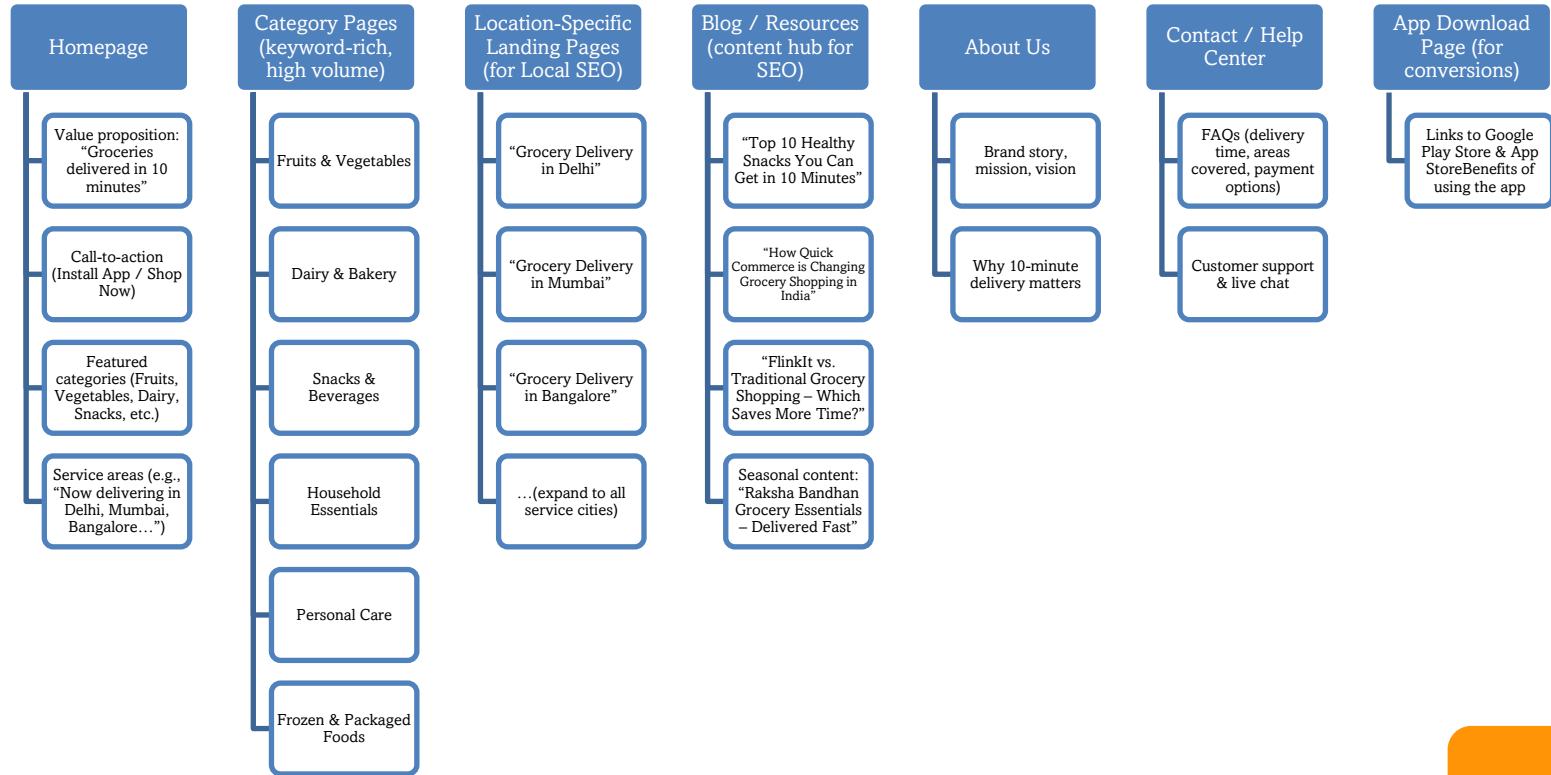 Homepage
Value proposition:
“Groceries
delivered in 10
minutes”
Call-to-action
(Install App / Shop
Now)
Featured
categories (Fruits,
Vegetables, Dairy,
Snacks, etc.)
Service areas (e.g.,
“Now delivering in
Delhi, Mumbai,
Bangalore…”)
Category Pages
(keyword-rich,
high volume)
Fruits & Vegetables
Dairy & Bakery
Snacks &
Beverages
Household
Essentials
Personal Care
Frozen & Packaged
Foods
Location-Specific
Landing Pages
(for Local SEO)
“Grocery Delivery
in Delhi”
“Grocery Delivery
in Mumbai”
“Grocery Delivery
in Bangalore”
…(expand to all
service cities)
Blog / Resources
(content hub for
SEO)
“Top 10 Healthy
Snacks You Can
Get in 10 Minutes”
“How Quick
Commerce is Changing
Grocery Shopping in
India”
“FlinkIt vs.
Traditional Grocery
Shopping – Which
Saves More Time?”
Seasonal content:
“Raksha Bandhan
Grocery Essentials
– Delivered Fast”
About Us
Brand story,
mission, vision
Why 10-minute
delivery matters
Contact / Help
Center
FAQs (delivery
time, areas
covered, payment
options)
Customer support
& live chat
App Download
Page (for
conversions)
Links to Google
Play Store & App
StoreBenefits of
using the app